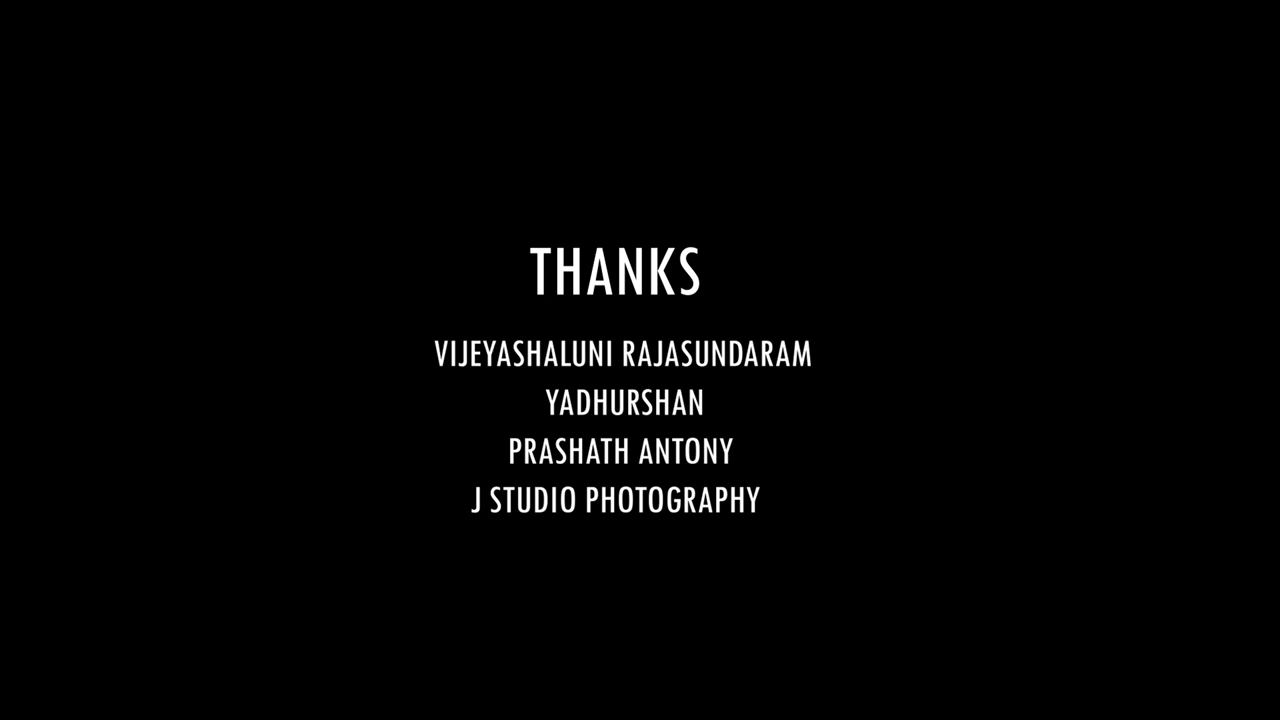 THANKS
VIJEYASHALUNI RAJASUNDARAM
YADHURSHAN
PRASHATH ANTONY
J STUDIO PHOTOGRAPHY